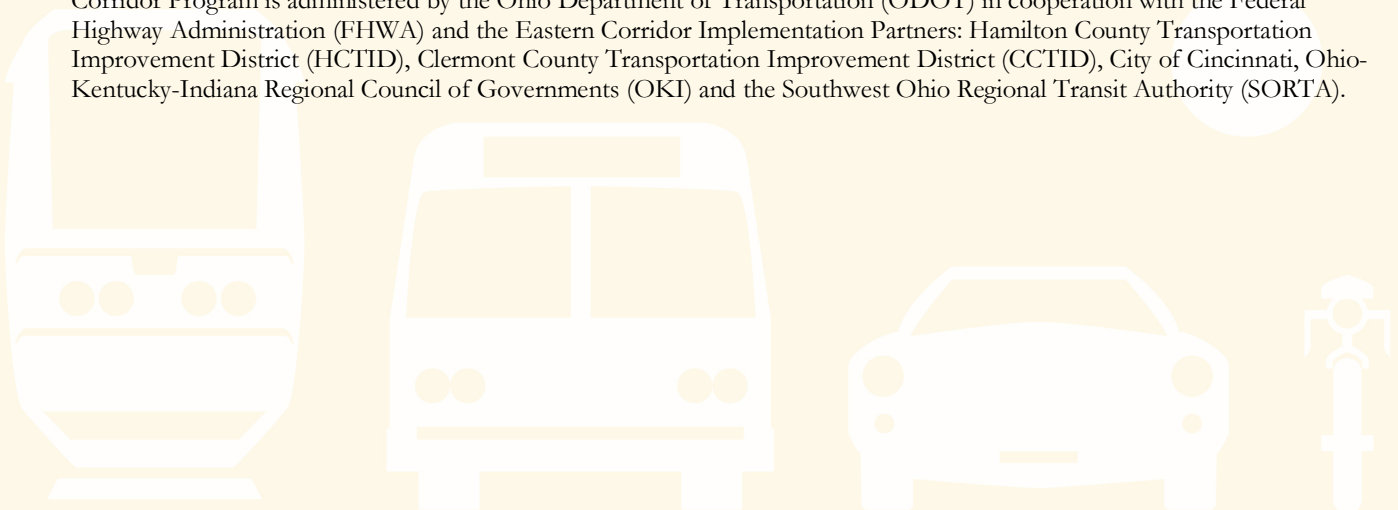 Corridor Program is administered by the Ohio Department of Transportation (ODOT) in cooperation with the Federal
Highway Administration (FHWA) and the Eastern Corridor Implementation Partners: Hamilton County Transportation
Improvement District (HCTID), Clermont County Transportation Improvement District (CCTID), City of Cincinnati, Ohio-
Kentucky-Indiana Regional Council of Governments (OKI) and the Southwest Ohio Regional Transit Authority (SORTA).